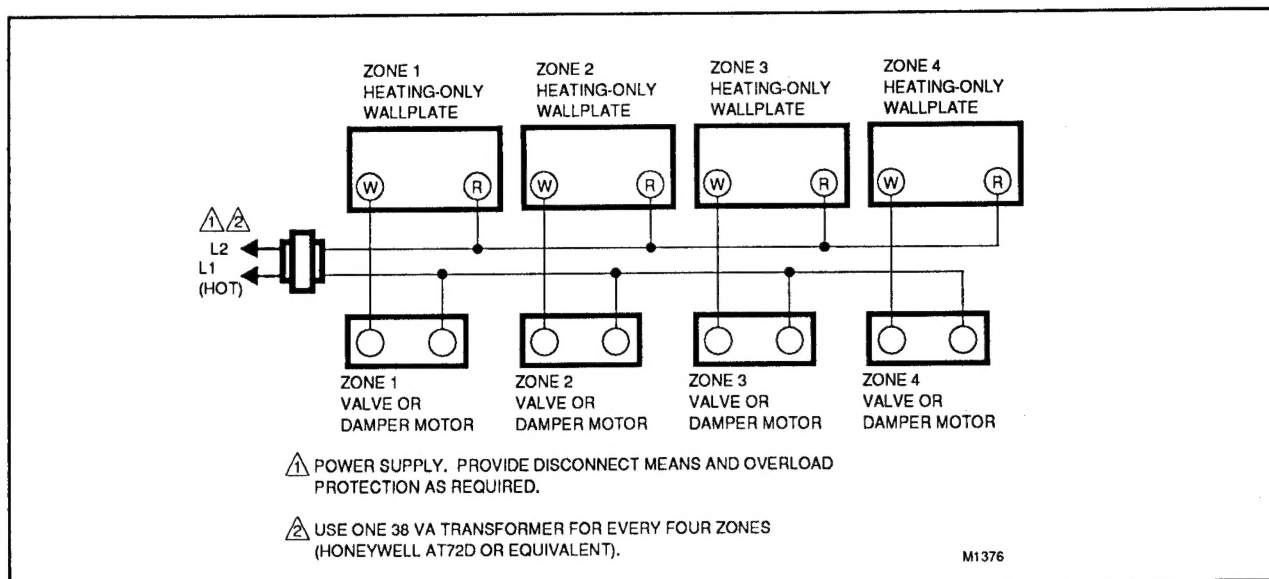 ZONE 1
HEATING-ONLY
WALLPLATE
ZONE 2
HEATING-ONLY
WALLPLATE
ZONE 3
HEATING-ONLY
WALLPLATE
ZONE 4
HEATING-ONLY
WALLPLATE
W
R
W
R
W
R
W
R
1 2
L2
L1
(HOT)
ZONE 1
VALVE OR
DAMPER MOTOR
ZONE 2
VALVE OR
DAMPER MOTOR
ZONE 3
VALVE OR
DAMPER MOTOR
ZONE 4
VALVE OR
DAMPER MOTOR
1 POWER SUPPLY. PROVIDE DISCONNECT MEANS AND OVERLOAD
PROTECTION AS REQUIRED.
2 USE ONE 38 VA TRANSFORMER FOR EVERY FOUR ZONES
(HONEYWELL AT72D OR EQUIVALENT).
M1376